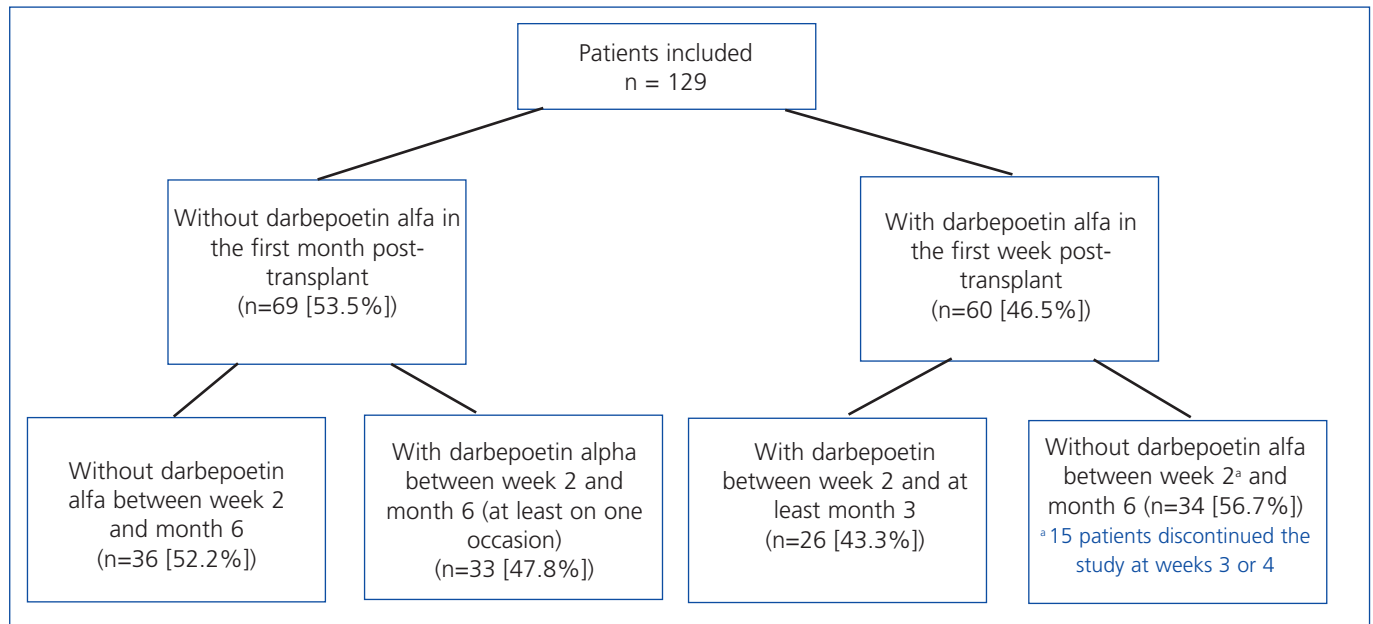 Patients included
n = 129
Without darbepoetin alfa in
the first month post-
transplant
(n=69 [53.5%])
With darbepoetin alfa in
the first week post-
transplant
(n=60 [46.5%])
Without darbepoetin
alfa between week 2
and month 6
(n=36 [52.2%])
With darbepoetin alpha
between week 2 and
month 6 (at least on one
occasion)
(n=33 [47.8%])
With darbepoetin
between week 2 and at
least month 3
(n=26 [43.3%])
Without darbepoetin alfa
between week 2ᵃ and
month 6 (n=34 [56.7%])
ᵃ 15 patients discontinued the
study at weeks 3 or 4